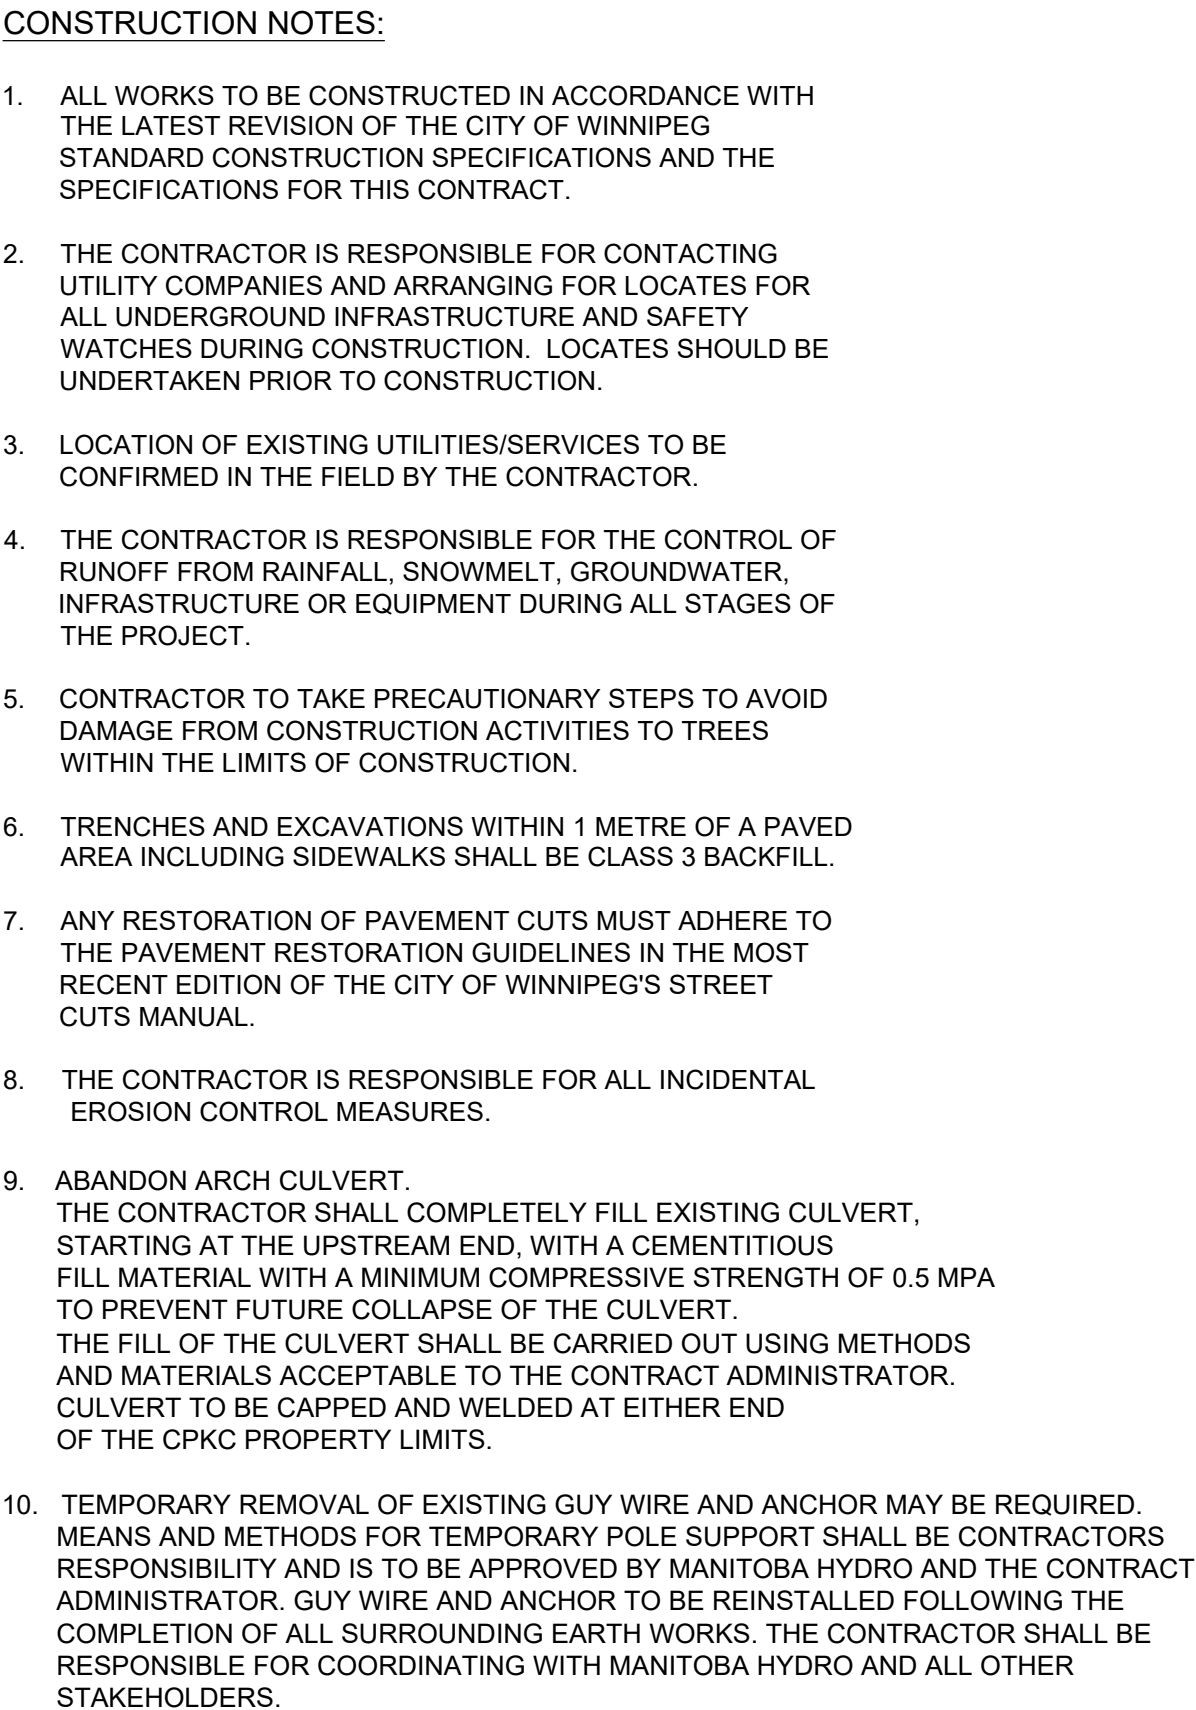 CONSTRUCTION NOTES:
1. ALL WORKS TO BE CONSTRUCTED IN ACCORDANCE WITH
THE LATEST REVISION OF THE CITY OF WINNIPEG
STANDARD CONSTRUCTION SPECIFICATIONS AND THE
SPECIFICATIONS FOR THIS CONTRACT.
2. THE CONTRACTOR IS RESPONSIBLE FOR CONTACTING
UTILITY COMPANIES AND ARRANGING FOR LOCATES FOR
ALL UNDERGROUND INFRASTRUCTURE AND SAFETY
WATCHES DURING CONSTRUCTION. LOCATES SHOULD BE
UNDERTAKEN PRIOR TO CONSTRUCTION.
3. LOCATION OF EXISTING UTILITIES/SERVICES TO BE
CONFIRMED IN THE FIELD BY THE CONTRACTOR.
4. THE CONTRACTOR IS RESPONSIBLE FOR THE CONTROL OF
RUNOFF FROM RAINFALL, SNOWMELT, GROUNDWATER,
INFRASTRUCTURE OR EQUIPMENT DURING ALL STAGES OF
THE PROJECT.
5. CONTRACTOR TO TAKE PRECAUTIONARY STEPS TO AVOID
DAMAGE FROM CONSTRUCTION ACTIVITIES TO TREES
WITHIN THE LIMITS OF CONSTRUCTION.
6. TRENCHES AND EXCAVATIONS WITHIN 1 METRE OF A PAVED
AREA INCLUDING SIDEWALKS SHALL BE CLASS 3 BACKFILL.
7. ANY RESTORATION OF PAVEMENT CUTS MUST ADHERE TO
THE PAVEMENT RESTORATION GUIDELINES IN THE MOST
RECENT EDITION OF THE CITY OF WINNIPEG'S STREET
CUTS MANUAL.
8. THE CONTRACTOR IS RESPONSIBLE FOR ALL INCIDENTAL
EROSION CONTROL MEASURES.
9. ABANDON ARCH CULVERT.
THE CONTRACTOR SHALL COMPLETELY FILL EXISTING CULVERT,
STARTING AT THE UPSTREAM END, WITH A CEMENTITIOUS
FILL MATERIAL WITH A MINIMUM COMPRESSIVE STRENGTH OF 0.5 MPA
TO PREVENT FUTURE COLLAPSE OF THE CULVERT.
THE FILL OF THE CULVERT SHALL BE CARRIED OUT USING METHODS
AND MATERIALS ACCEPTABLE TO THE CONTRACT ADMINISTRATOR.
CULVERT TO BE CAPPED AND WELDED AT EITHER END
OF THE CPKC PROPERTY LIMITS.
10. TEMPORARY REMOVAL OF EXISTING GUY WIRE AND ANCHOR MAY BE REQUIRED.
MEANS AND METHODS FOR TEMPORARY POLE SUPPORT SHALL BE CONTRACTORS
RESPONSIBILITY AND IS TO BE APPROVED BY MANITOBA HYDRO AND THE CONTRACT
ADMINISTRATOR. GUY WIRE AND ANCHOR TO BE REINSTALLED FOLLOWING THE
COMPLETION OF ALL SURROUNDING EARTH WORKS. THE CONTRACTOR SHALL BE
RESPONSIBLE FOR COORDINATING WITH MANITOBA HYDRO AND ALL OTHER
STAKEHOLDERS.